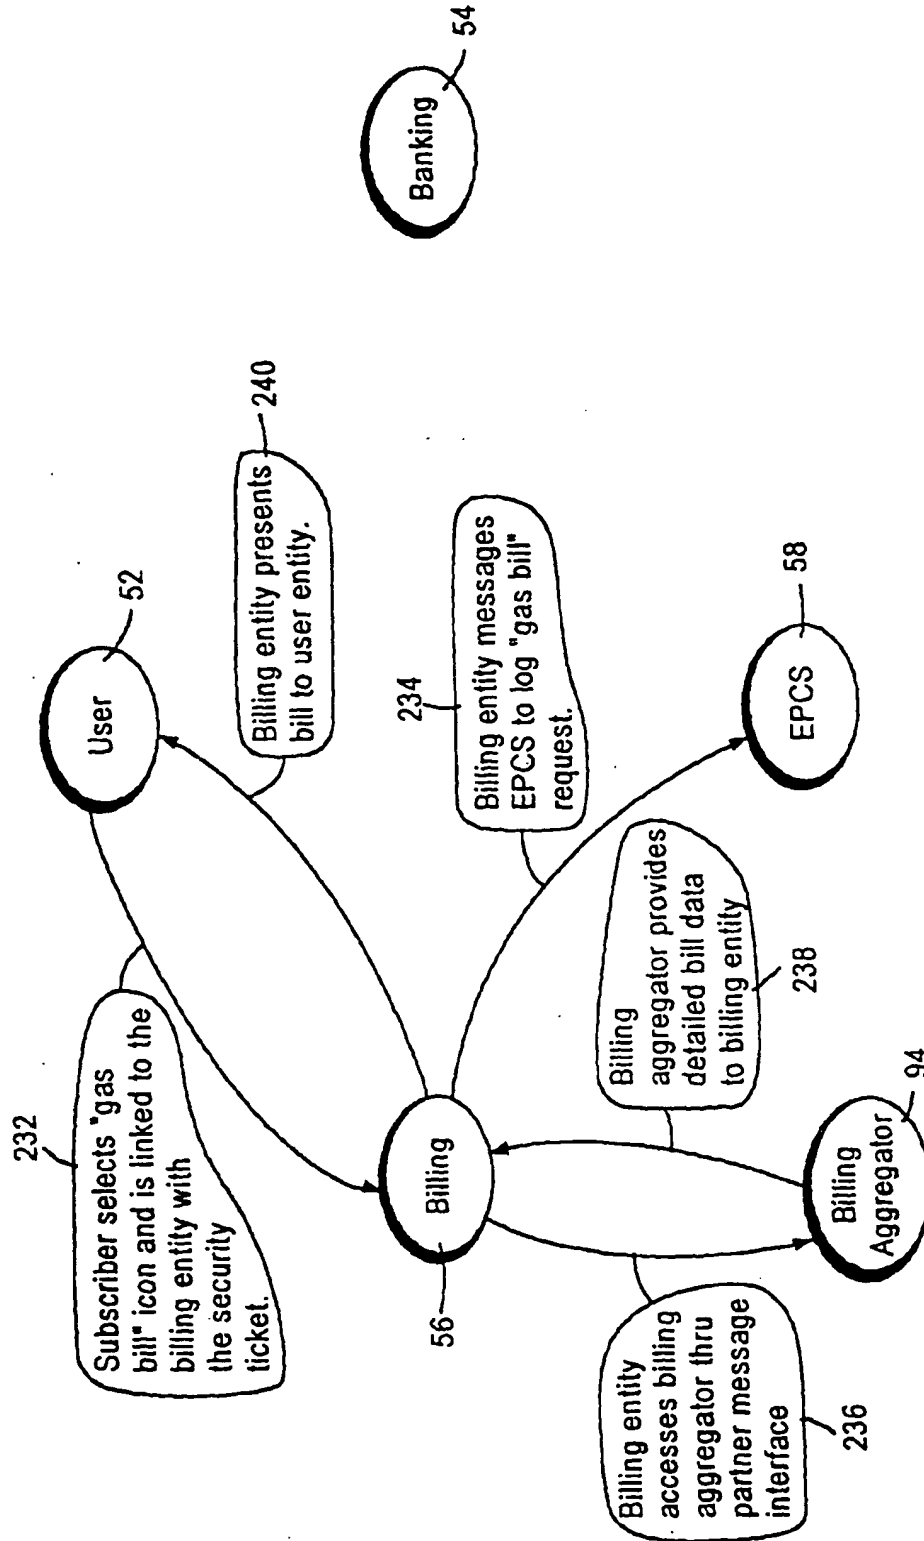 232
Subscriber selects "gas
bill" icon and is linked to the
billing entity with
the security
ticket.
User
52
Billing entity presents
bill to user entity.
240
Banking
54
Billing
56
234
Billing entity messages
EPCS to log "gas bill"
request.
Billing entity
accesses billing
aggregator thru
partner message
interface
236
Billing
aggregator provides
detailed bill data
to billing entity
238
EPCS
58
Billing
Aggregator
94